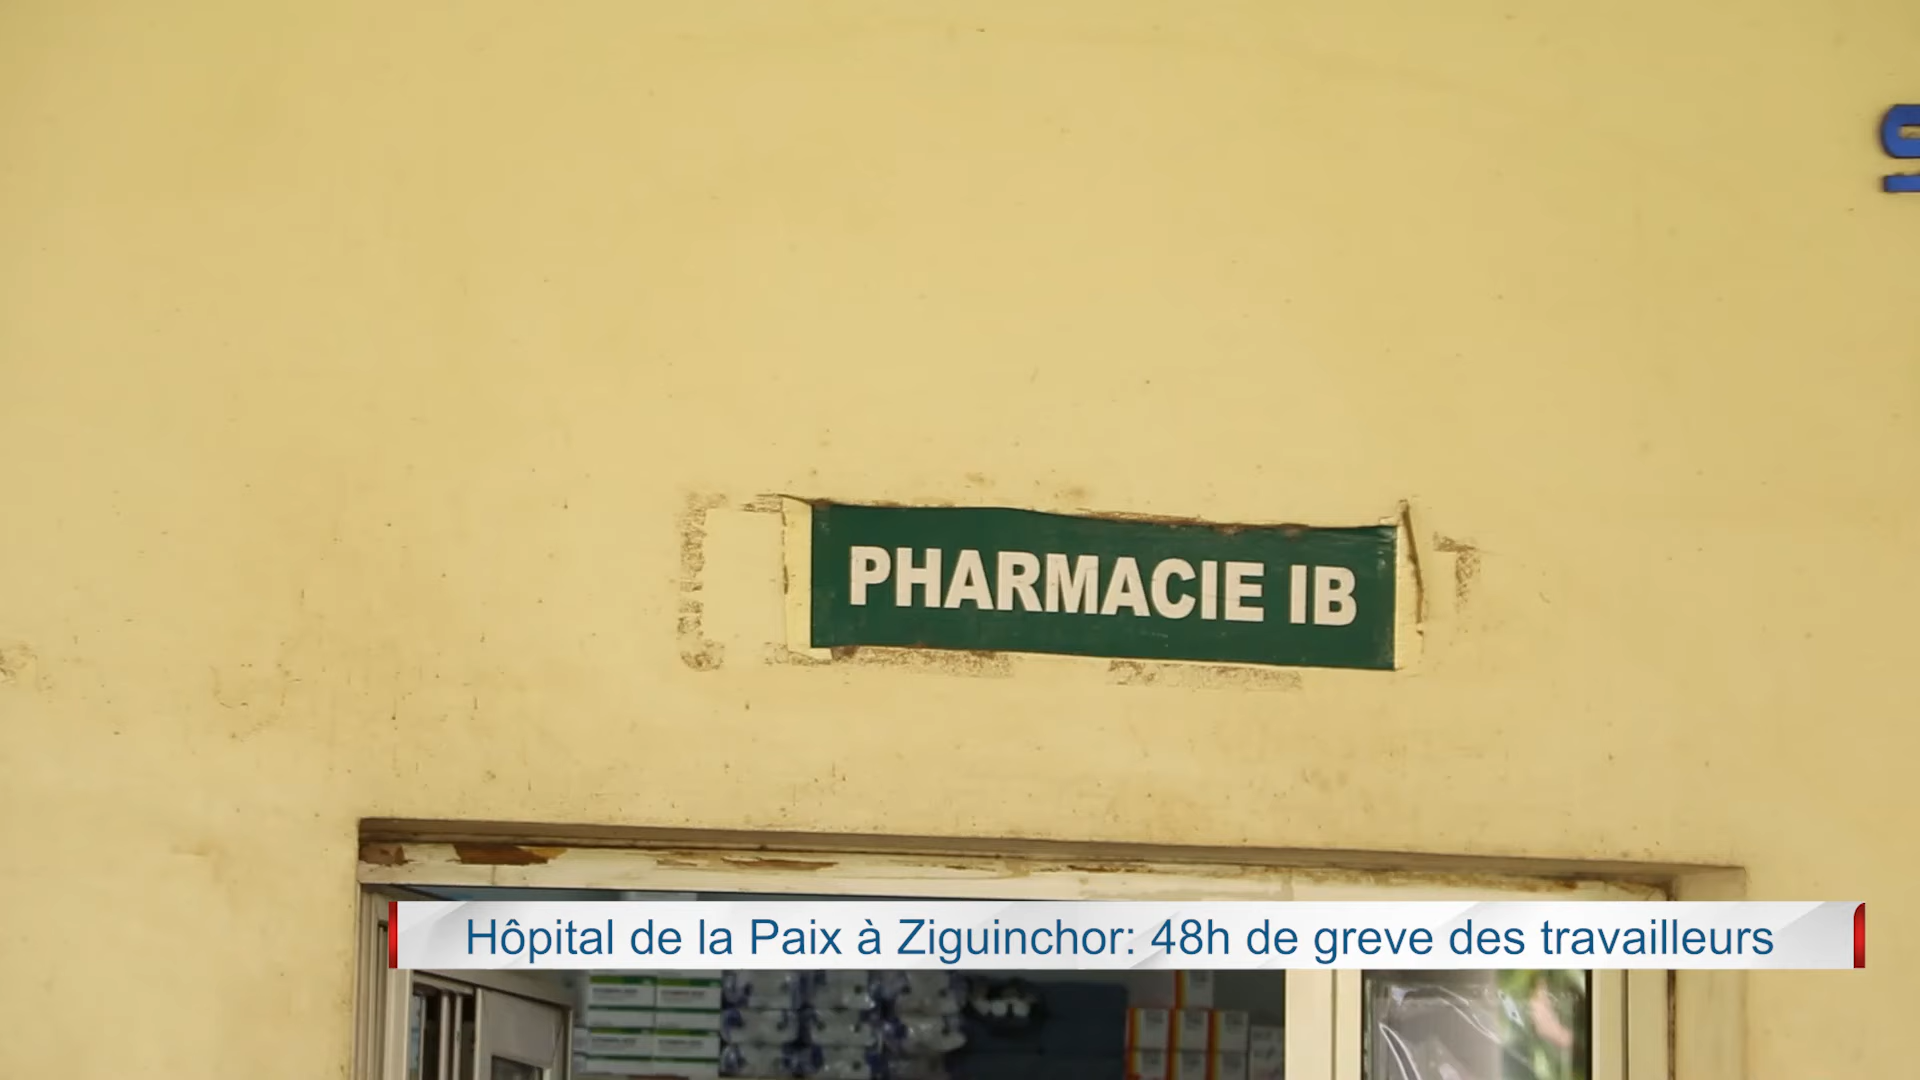 PHARMACIE IB
Hôpital de la Paix à Ziguinchor: 48h de greve des travailleurs